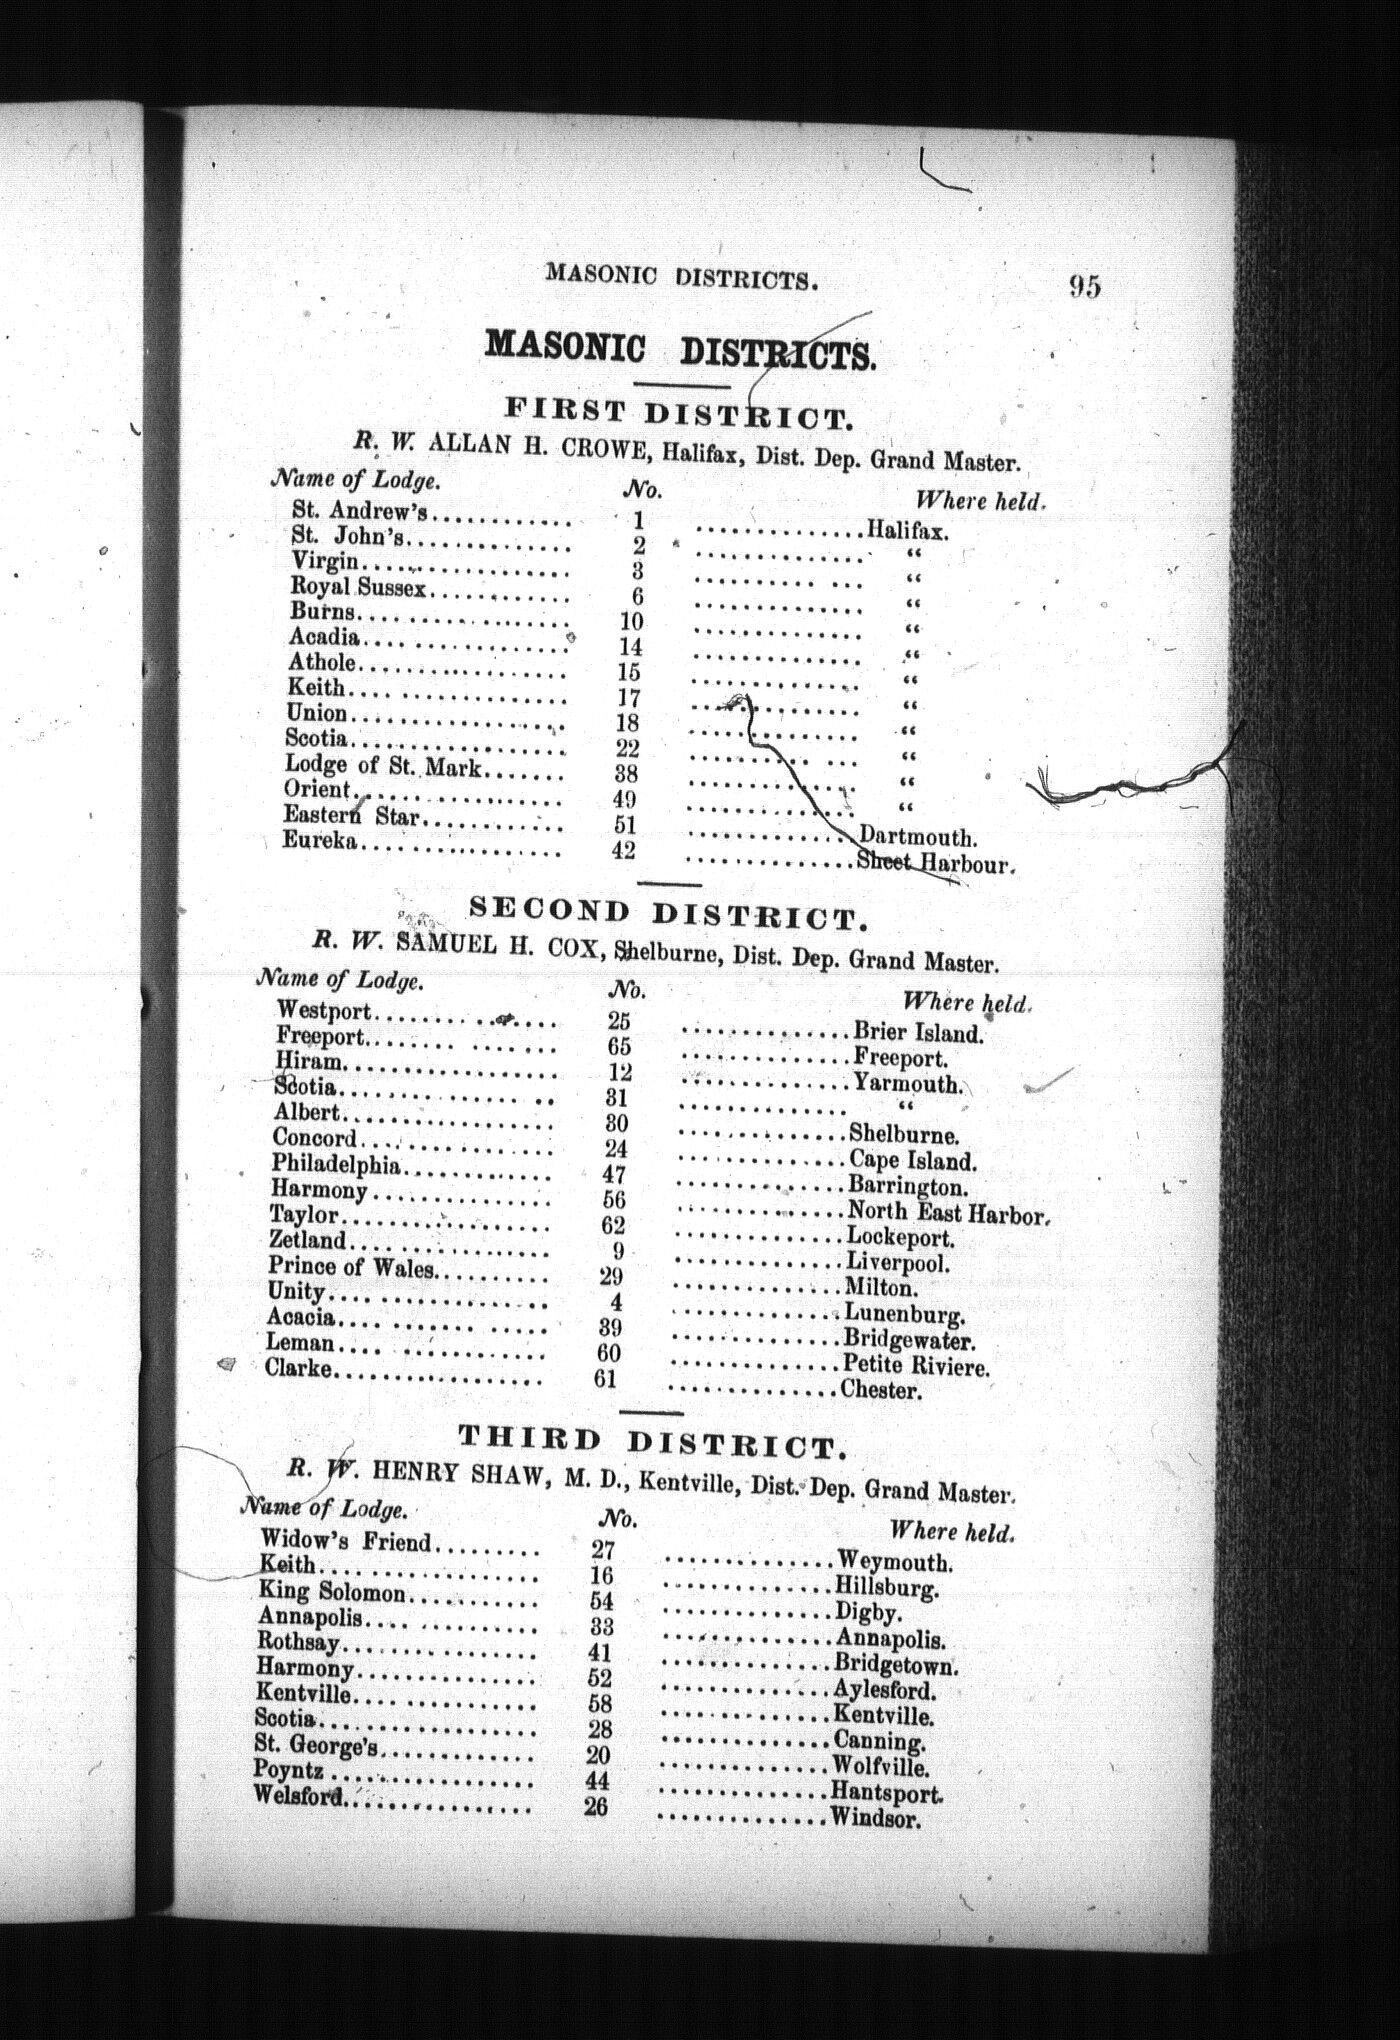 MASONIC DISTRICTS. 95
MASONIC DISTRICTS.
FIRST DISTRICT.
R. W. ALLAN H. CROWE, Halifax, Dist. Dep. Grand Master.
Name of Lodge. No. Where held.
St. Andrew's............ 1 ..............Halifax.
St. John's.............. 2 .............. “
Virgin.................. 3 .......... ... “
Royal Sussex............ 6 .............. “
Burns.................. 10 .............. “
Acadia.................. 14 .............. “
Athole.................. 15 .............. “
Keith.................. 17 .............. “
Union.................. 18 .............. “
Scotia.................. 22 .......... ... “
Lodge of St. Mark....... 38 .............. “
Orient.................. 49 .............. “
Eastern Star............ 51 ..............Dartmouth.
Eureka.................. 42 ..............Sheet Harbour.
SECOND DISTRICT.
R. W. SAMUEL H. COX, Shelburne, Dist. Dep. Grand Master.
Name of Lodge. No. Where held.
Westport................ 25 ..............Brier Island.
Freeport........ ....... 65 ..............Freeport.
Hiram.................. 12 ..............Yarmouth.
Scotia................ .. 31 .............. “
Albert.................. 30 ..............Shelburne.
Concord................ 24 ..............Cape Island.
Philadelphia............. 47 ..............Barrington.
Harmony............... 56 ..............North East Harbor.
Taylor.................. 62 ..............Lockeport.
Zetland................. 9 ..............Liverpool.
Prince of Wales.......... 29 ..............Milton.
Unity.................. 4 ..............Lunenburg.
Acacia.... ....... ..... 39 ..............Bridgewater.
Leman.... ............. 60 ..............Petite Riviere.
Clarke.................. 61 ..............Chester.
THIRD DISTRICT.
R. W. HENRY SHAW, M. D., Kentville, Dist. Dep. Grand Master.
Name of Lodge. No. Where held.
Widow's Friend......... 27 ..............Weymouth.
Keith.................. 16 ..............Hillsburg.
King Solomon........... 54 ..............Digby.
Annapolis.... .......... 33 ..............Annapolis.
Rothsay................. 41 ..............Bridgetown.
Harmony............... 52 ..............Aylesford.
Kentville................ 58 ..............Kentville.
Scotia.................. 28 ..............Canning.
St. George's............. 20 ..............Wolfville.
Poyntz ................. 44 ..............Hantsport.
Welsford................ 26 ..............Windsor.